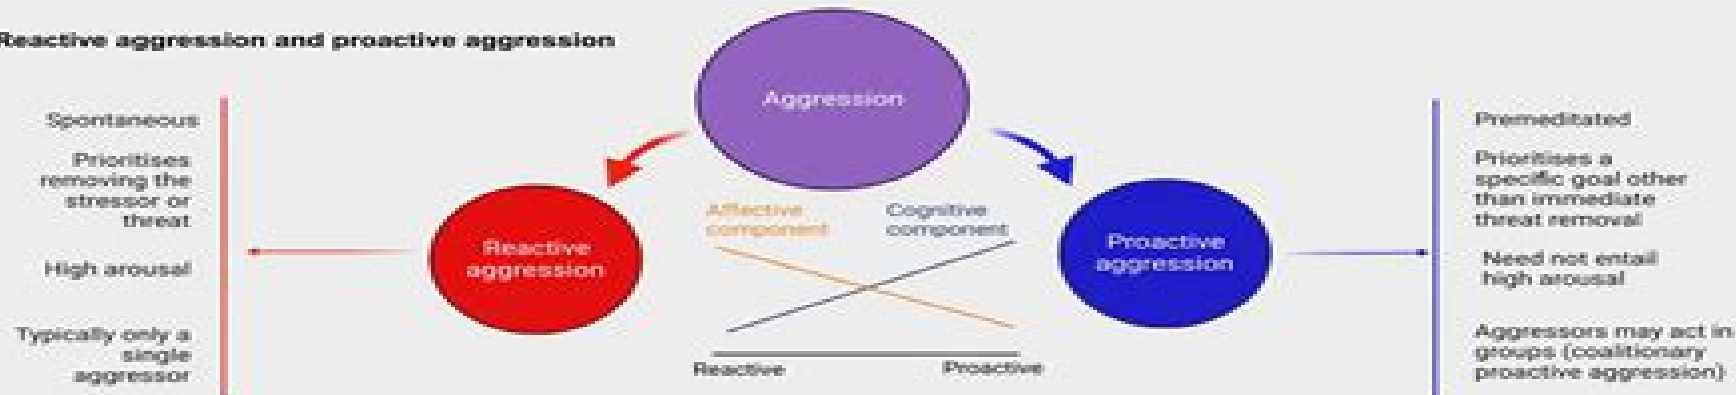 Reactive aggression and proactive aggression
Aggression
Spontaneous
Prioritises
removing the
stressor or
threat
High arousal
Typically only a
single
aggressor
Reactive
aggression
Affective
component
Cognitive
component
Reactive
Proactive
Proactive
aggression
Premeditated
Prioritises a
specific goal other
than immediate
threat removal
Need not entail
high arousal
Aggressors may act in
groups (coalitionary
proactive aggression)